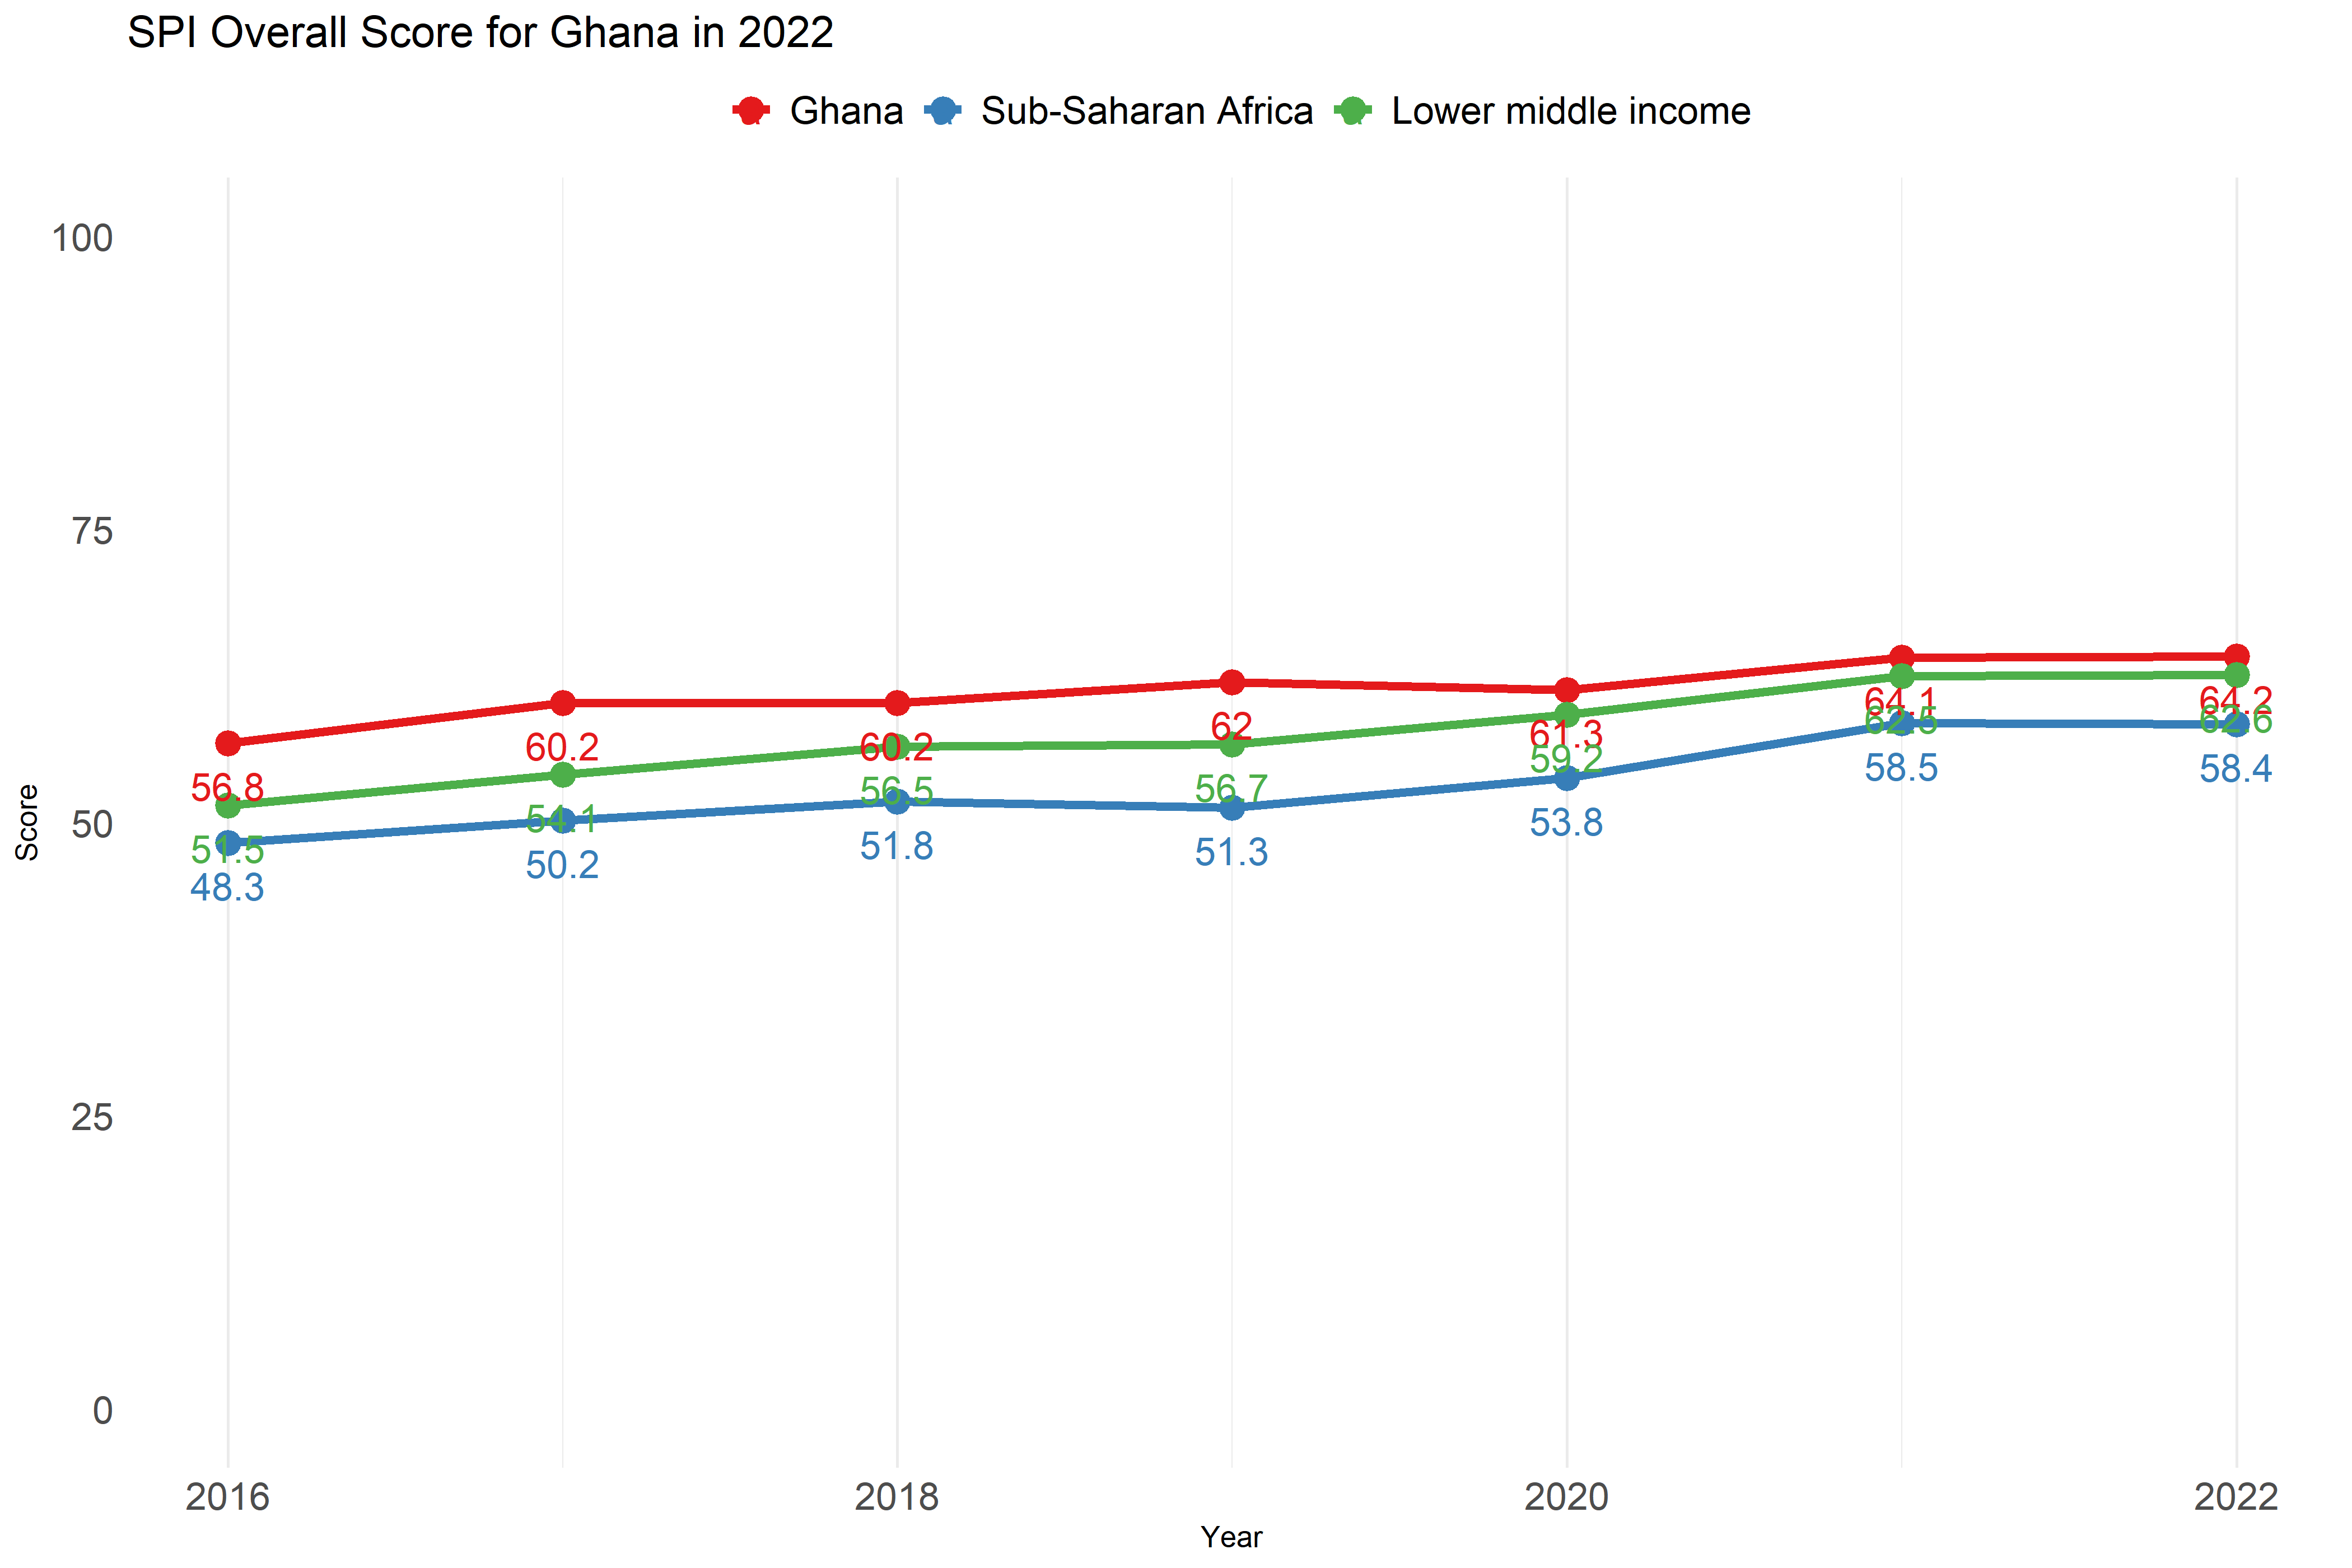 SPI Overall Score for Ghana in 2022
Ghana Sub-Saharan Africa Lower middle income
100
75
50
25
0
Score
56.8 60.2 60.2 62 61.3 64.1 64.2
51.5 54.1 56.5 56.7 59.2 62.5 62.6
48.3 50.2 51.8 51.3 53.8 58.5 58.4
2016 2018 2020 2022
Year